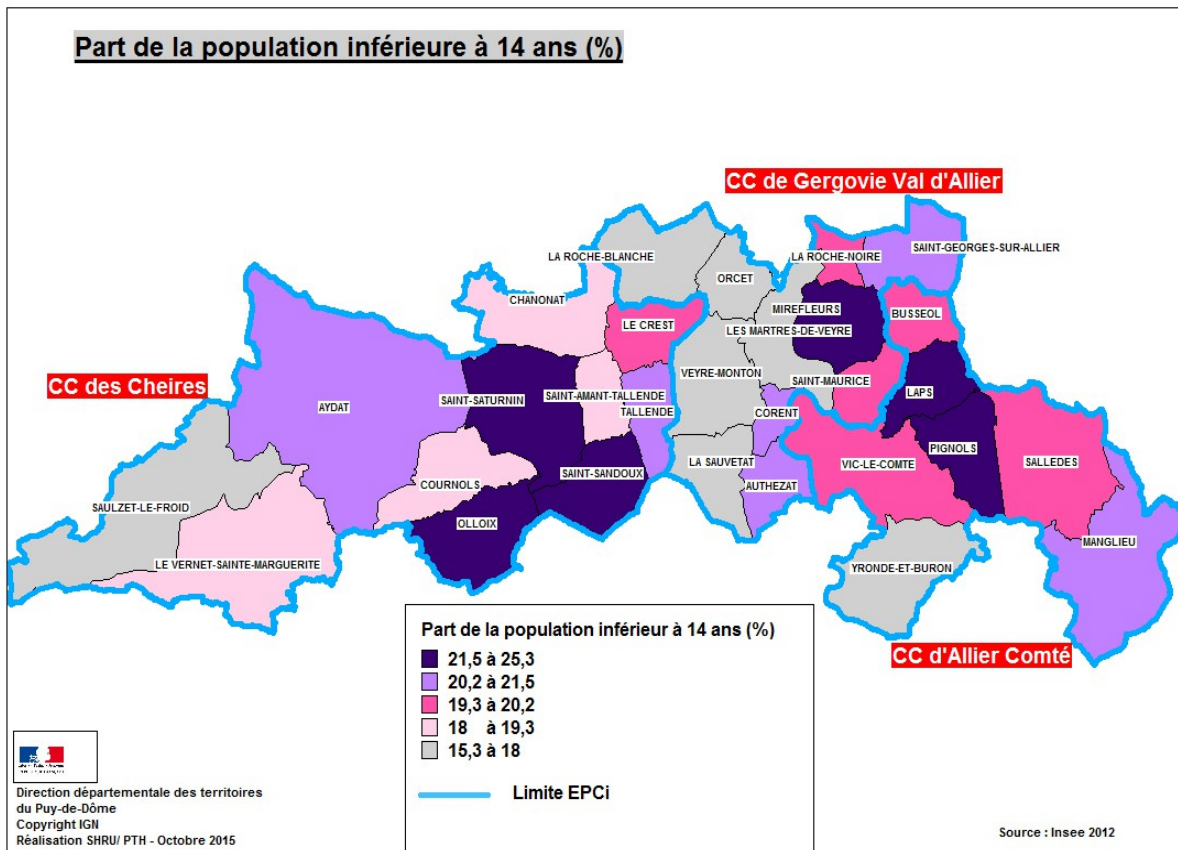 Part de la population inférieure à 14 ans (%)
CC de Gergovie Val d'Allier
SAINT-GEORGES-SUR-ALLIER
LA ROCHE-BLANCHE
LA ROCHE-NOIRE
ORCET
CHANONAT
MIREFLEURS
BUSSEOL
LE CREST
LES MARTRES-DE-VEYRE
CC des Cheires
VEYRE-MONTON
SAINT-MAURICE
LAPS
SAINT-SATURNIN
SAINT-AMANT-TALLENDE
AYDAT
TALLENDE
CORENT
PIGNOLS
LA SAUVETAT
VIC-LE-COMTE
SALLEDES
SAINT-SANDOUX
COURNOLS
AUTHEZAT
SAULZET-LE-FROID
OLLOIX
MANGLIEU
LE VERNET-SAINTE-MARGUERITE
YRONDE-ET-BURON
CC d'Allier Comté
Part de la population inférieur à 14 ans (%)
21,5 à 25,3
20,2 à 21,5
19,3 à 20,2
18 à 19,3
15,3 à 18
Limite EPCi
Direction départementale des territoires
du Puy-de-Dôme
Copyright IGN
Réalisation SHRU/ PTH - Octobre 2015
Source : Insee 2012